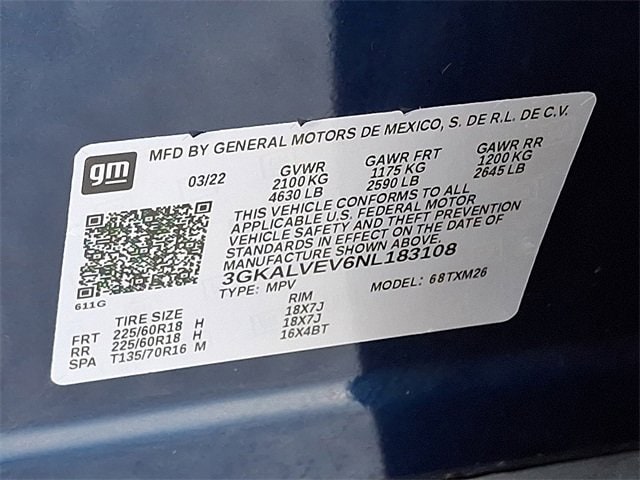 gm
MFD BY GENERAL MOTORS DE MEXICO, S. DE R.L. DE C.V.
03/22 GVWR GAWR FRT GAWR RR
2100 KG 1175 KG 1200 KG
4630 LB 2590 LB 2645 LB
THIS VEHICLE CONFORMS TO ALL
APPLICABLE U.S. FEDERAL MOTOR
VEHICLE SAFETY AND THEFT PREVENTION
STANDARDS IN EFFECT ON THE DATE OF
MANUFACTURE SHOWN ABOVE.
3GKALVEV6NL183108
TYPE: MPV MODEL: 68TXM26
611G
TIRE SIZE RIM
FRT 225/60R18 H 18X7J
RR 225/60R18 H 18X7J
SPA T135/70R16 M 16X4BT